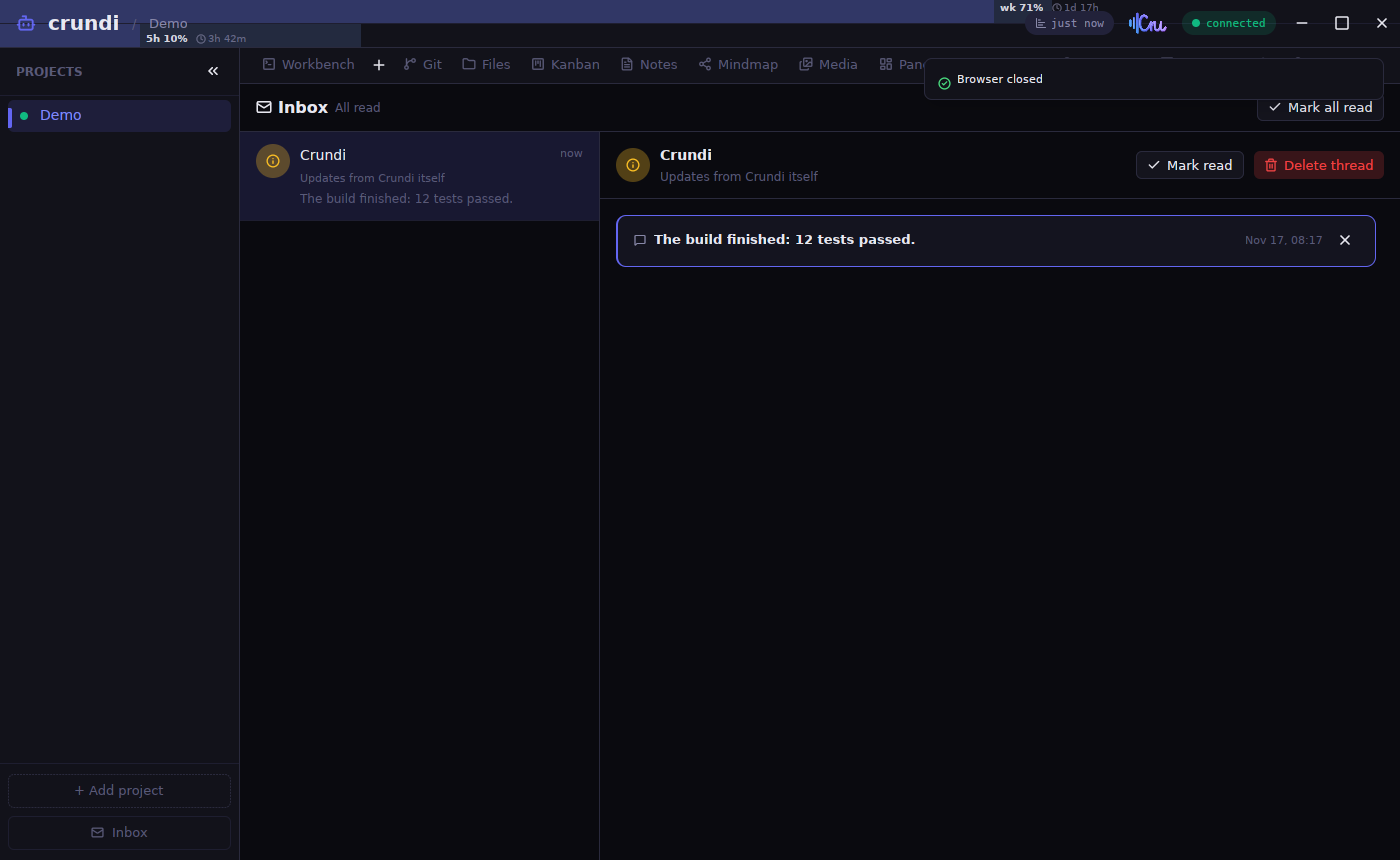 wk 71% 1d 17h
crundi / Demo
just now
Cru
connected
5h 10% 3h 42m
PROJECTS
Workbench + Git Files Kanban Notes Mindmap Media
Browser closed
Demo
Inbox All read
Mark all read
Crundi now
Updates from Crundi itself
The build finished: 12 tests passed.
Crundi
Updates from Crundi itself
Mark read
Delete thread
The build finished: 12 tests passed. Nov 17, 08:17
+ Add project
Inbox